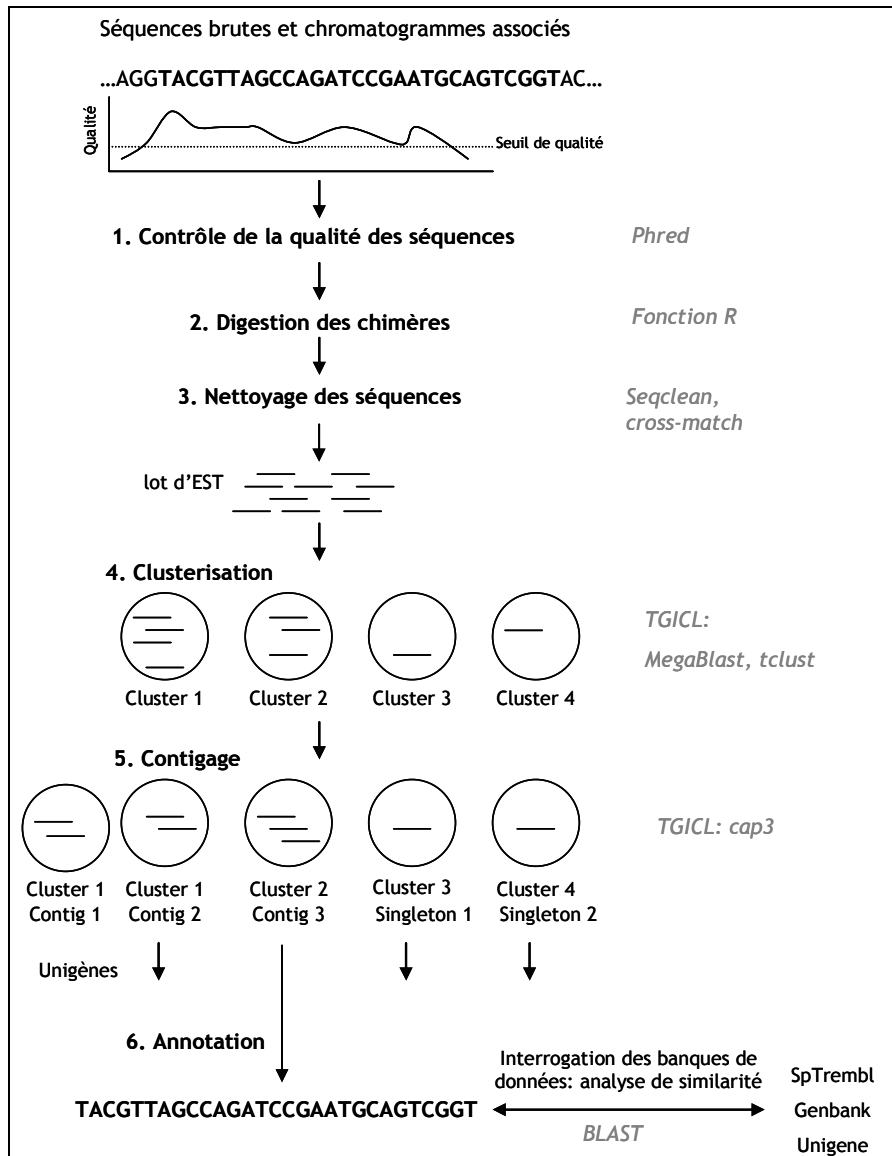 Séquences brutes et chromatogrammes associés
...AGGTACGTTAGCCAGATCCGAATGCAGTCGGTAC...
Qualité
Seuil de qualité
1. Contrôle de la qualité des séquences
Phred
2. Digestion des chimères
Fonction R
3. Nettoyage des séquences
Seqclean,
cross-match
lot d’EST
4. Clusterisation
TGICL:
MegaBlast, tclust
Cluster 1
Cluster 2
Cluster 3
Cluster 4
5. Contigage
TGICL: cap3
Cluster 1
Contig 1
Cluster 1
Contig 2
Cluster 2
Contig 3
Cluster 3
Singleton 1
Cluster 4
Singleton 2
Unigènes
6. Annotation
TACGTTAGCCAGATCCGAATGCAGTCGGT
Interrogation des banques de
données: analyse de similarité
BLAST
SpTrembl
Genbank
Unigene